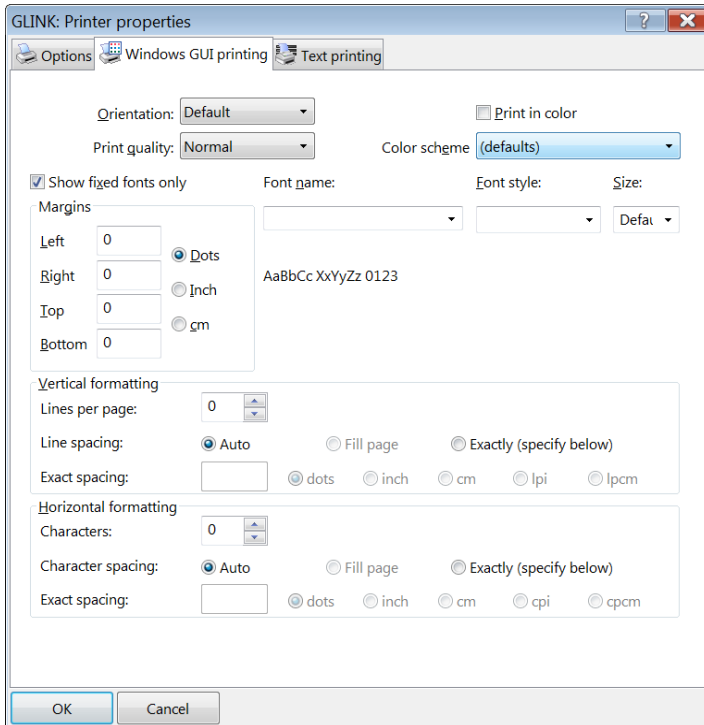 GLINK: Printer properties
Options Windows GUI printing Text printing
Orientation: Default Print in color
Print quality: Normal Color scheme (defaults)
Show fixed fonts only Font name: Font style: Size:
Margins
Defau
Left 0
Dots
Right 0 AaBbCc XxYyZz 0123
Inch
Top 0
cm
Bottom 0
Vertical formatting
Lines per page: 0
Line spacing: Auto Fill page Exactly (specify below)
Exact spacing: dots inch cm lpi lpcm
Horizontal formatting
Characters: 0
Character spacing: Auto Fill page Exactly (specify below)
Exact spacing: dots inch cm cpi cpcm
OK Cancel